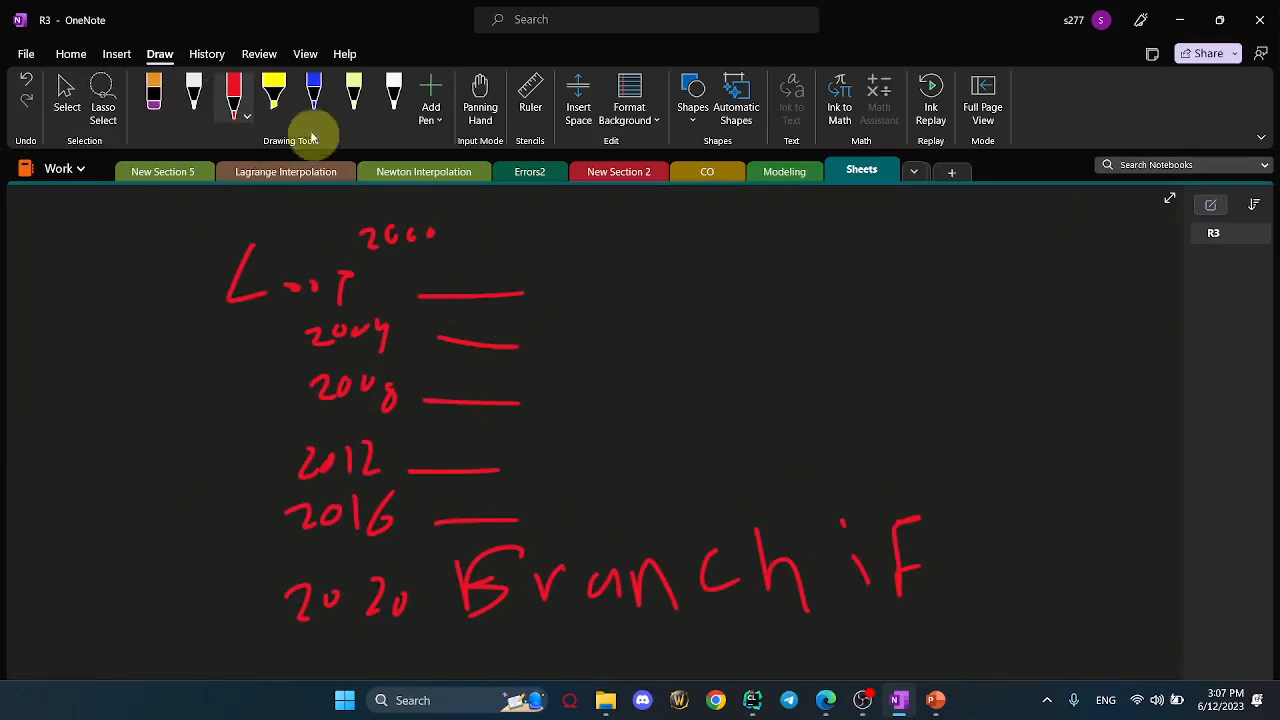 R3 - OneNote
Search
s277 S
File Home Insert Draw History Review View Help
Share
Undo
Select
Lasso Select
Drawing Tools
Add Pen
Panning Hand
Input Mode
Ruler
Stencils
Insert Space
Format Background
Edit
Shapes
Automatic Shapes
Shapes
Ink to Text
Ink to Math
Math Assistant
Math
Ink Replay
Replay
Full Page View
Mode
Work
New Section 5 Lagrange Interpolation Newton Interpolation Errors2 New Section 2 CO Modeling Sheets
Search Notebooks
R3
2000
Loop
2004
2008
2012
2016
2020 Branch if
Search
ENG
3:07 PM
6/12/2023